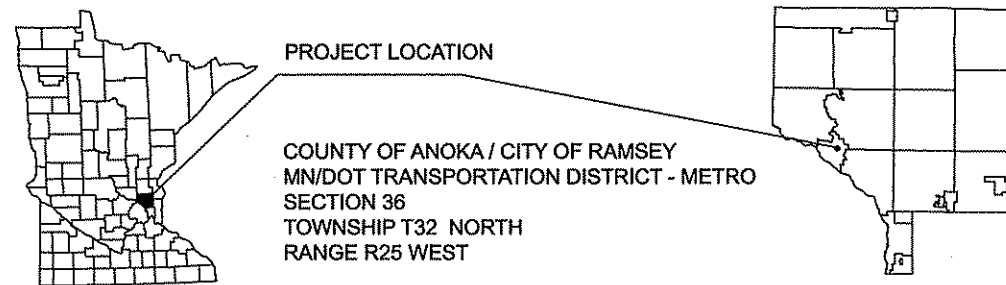 PROJECT LOCATION
COUNTY OF ANOKA / CITY OF RAMSEY
MN/DOT TRANSPORTATION DISTRICT - METRO
SECTION 36
TOWNSHIP T32 NORTH
RANGE R25 WEST